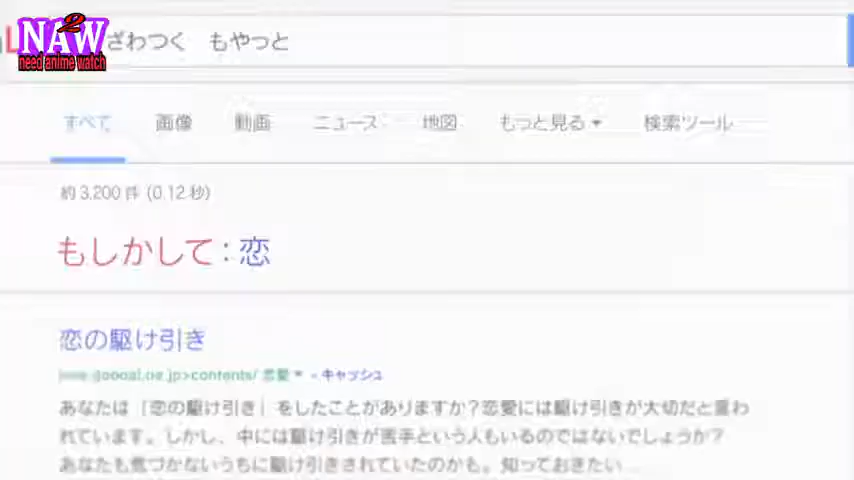 NAW2
need anime watch
ざわつく もやっと
すべて 画像 動画 ニュース 地図 もっと見る▼ 検索ツール
約 3,200 件 (0.12 秒)
もしかして：恋
恋の駆け引き
恋愛 ▼ - キャッシュ
あなたは「恋の駆け引き」をしたことがありますか？恋愛には駆け引きが大切だと言わ
れています。しかし、中には駆け引きが苦手という人もいるのではないでしょうか？
あなたも気づかないうちに駆け引きされていたのかも。知っておきたい…